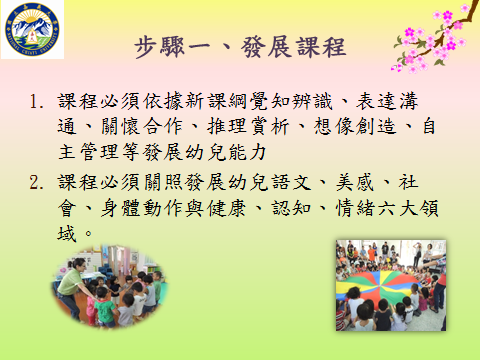 步驟一、發展課程
1. 課程必須依據新課綱覺知辨識、表達溝
通、關懷合作、推理賞析、想像創造、自
主管理等發展幼兒能力
2. 課程必須關照發展幼兒語文、美感、社
會、身體動作與健康、認知、情緒六大領
域。